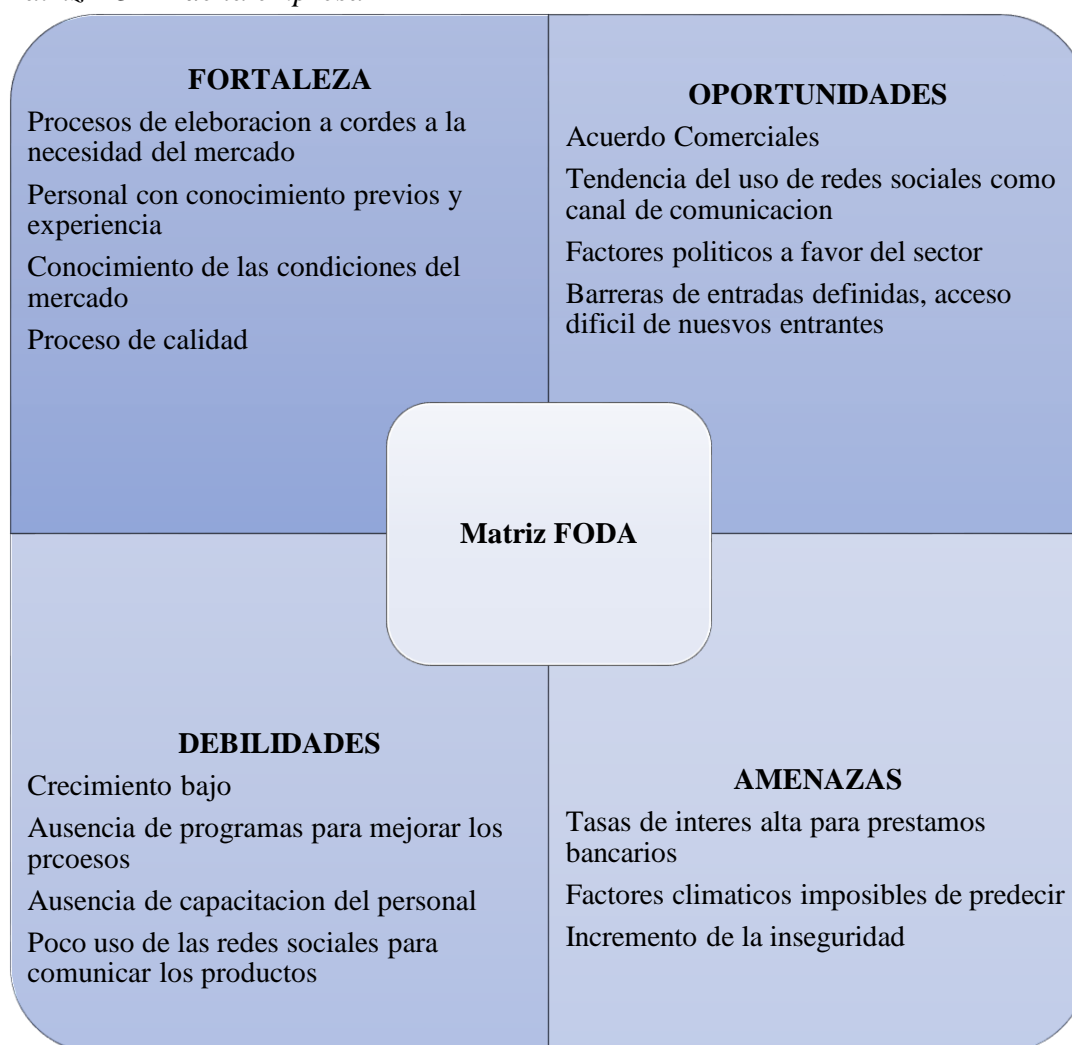 FORTALEZA
Procesos de eleboracion a cordes a la
necesidad del mercado
Personal con conocimiento previos y
experiencia
Conocimiento de las condiciones del
mercado
Proceso de calidad
OPORTUNIDADES
Acuerdo Comerciales
Tendencia del uso de redes sociales como
canal de comunicacion
Factores politicos a favor del sector
Barreras de entradas definidas, acceso
dificil de nuesvos entrantes
Matriz FODA
DEBILIDADES
Crecimiento bajo
Ausencia de programas para mejorar los
prcoesos
Ausencia de capacitacion del personal
Poco uso de las redes sociales para
comunicar los productos
AMENAZAS
Tasas de interes alta para prestamos
bancarios
Factores climaticos imposibles de predecir
Incremento de la inseguridad